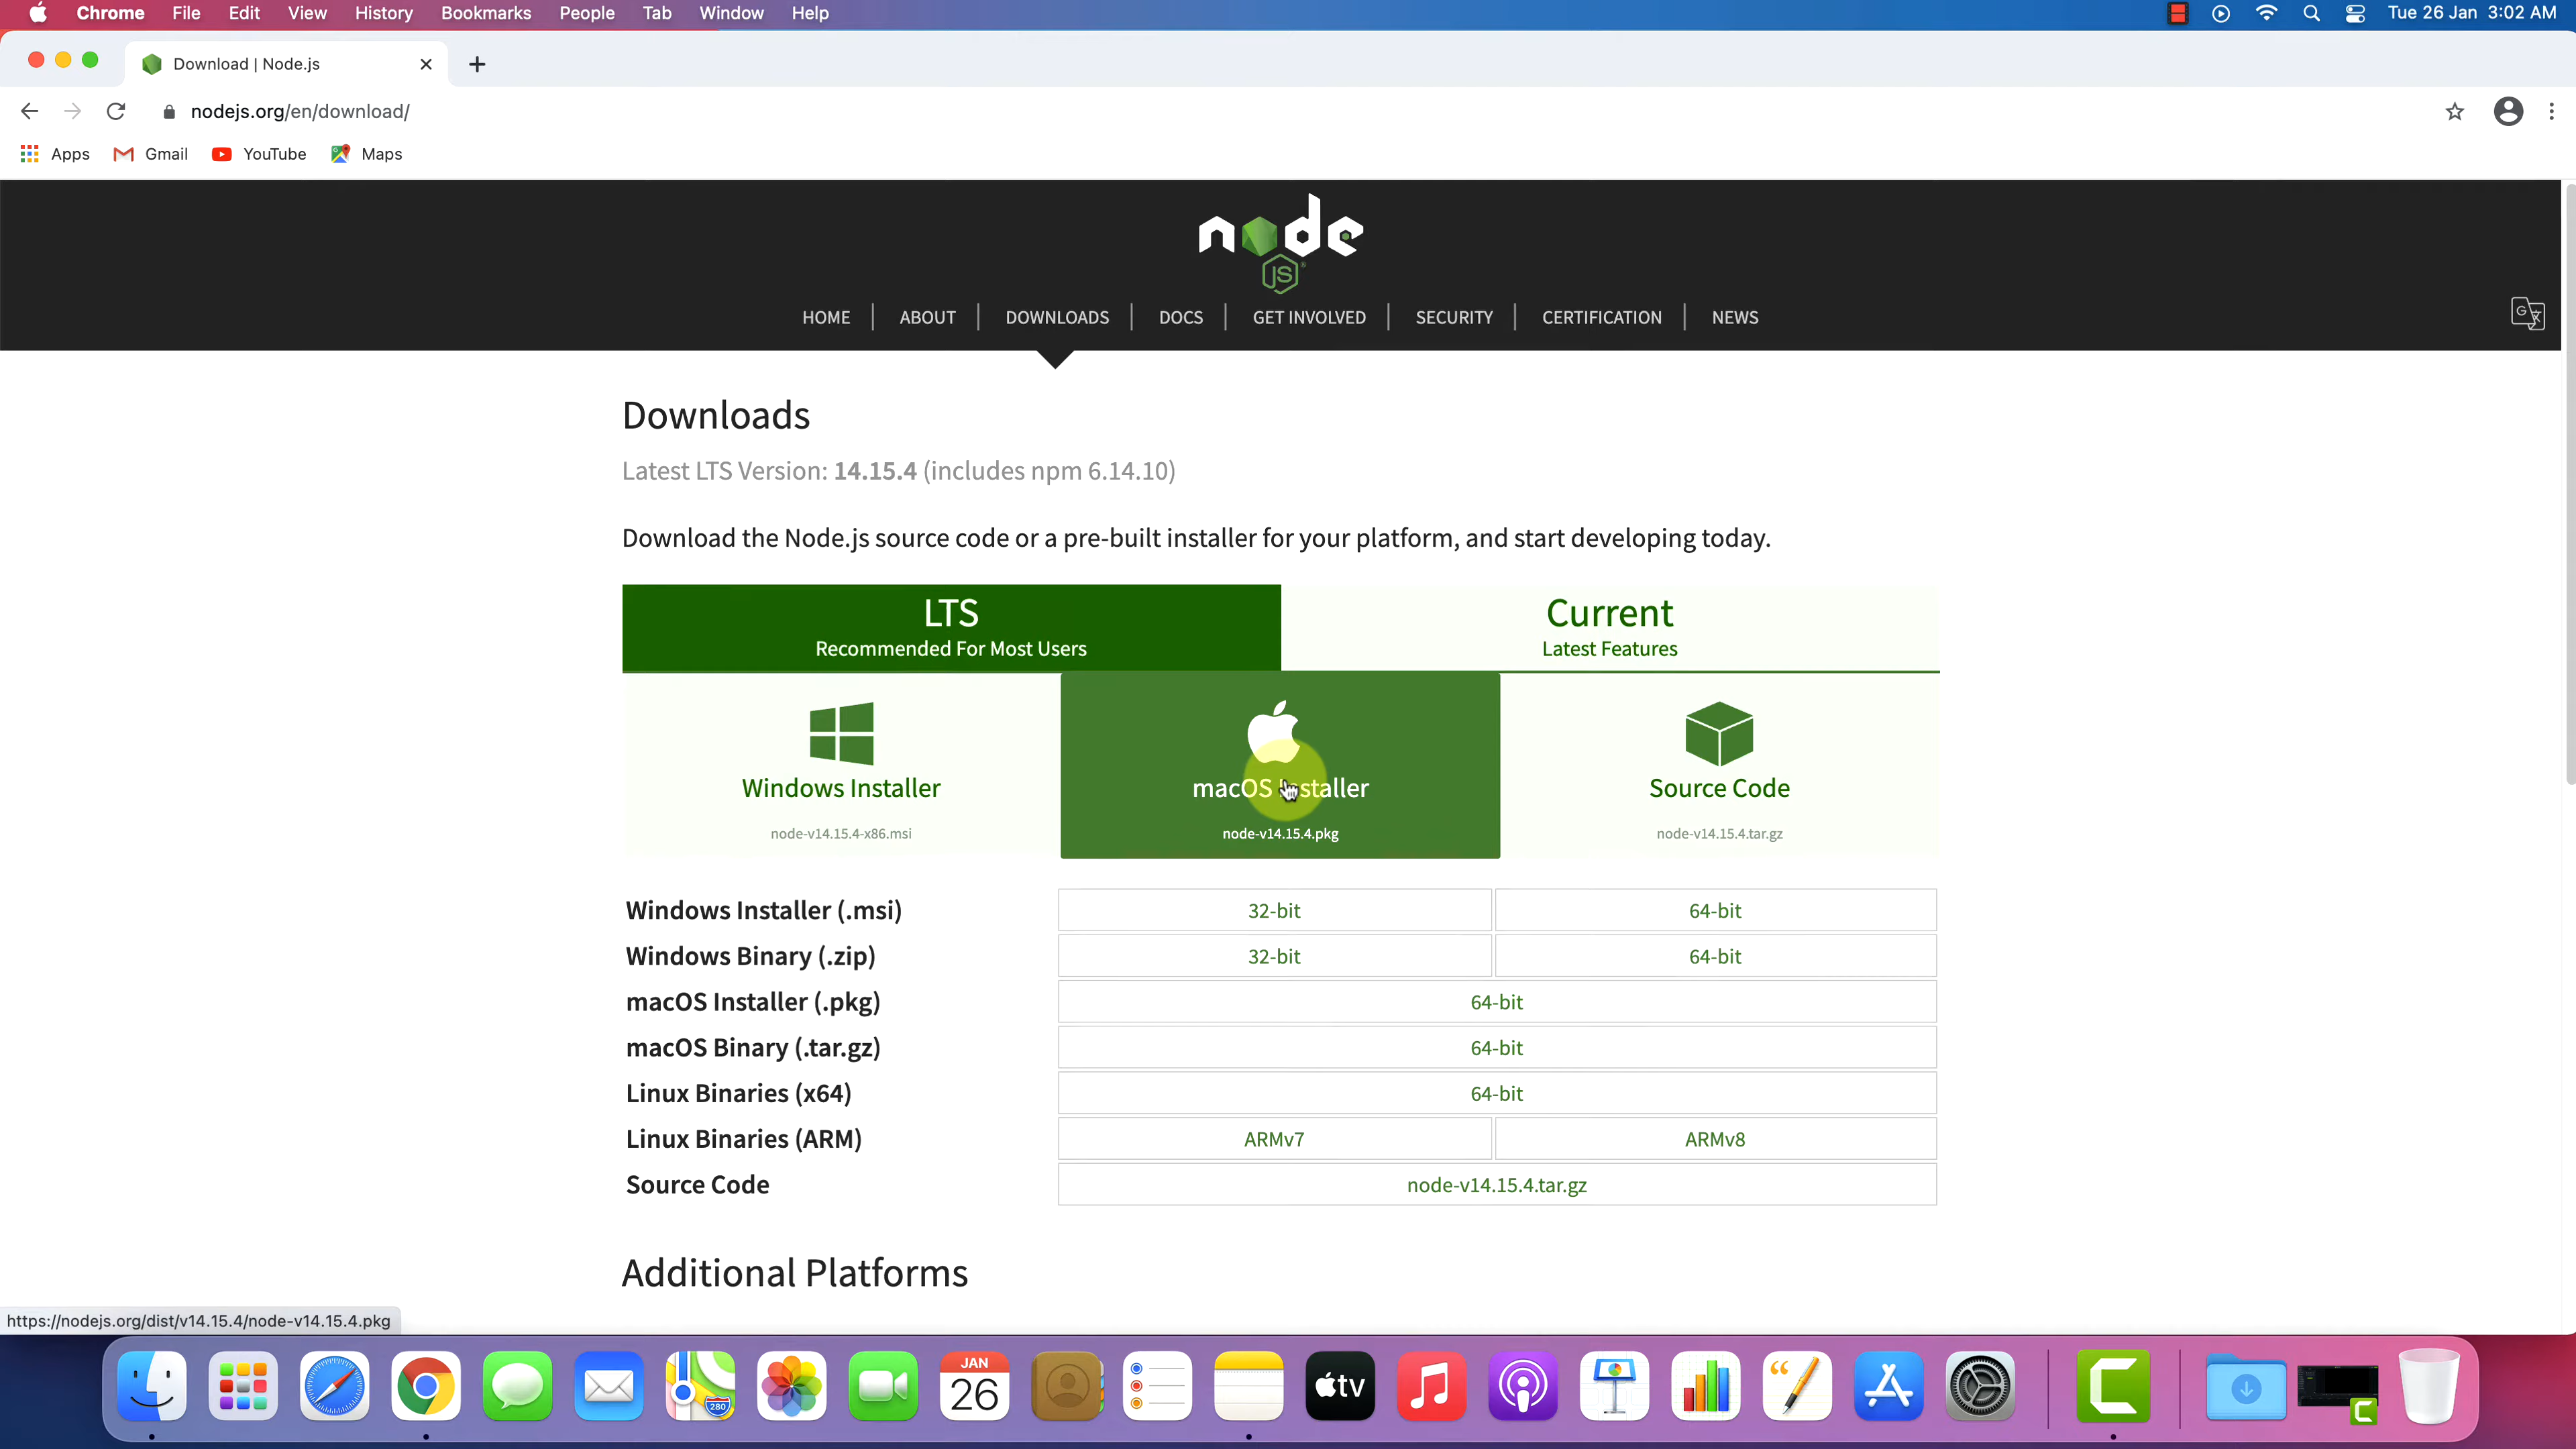 Chrome File Edit View History Bookmarks People Tab Window Help Tue 26 Jan 3:02 AM
Download | Node.js
nodejs.org/en/download/
Apps Gmail YouTube Maps
node
JS
HOME ABOUT DOWNLOADS DOCS GET INVOLVED SECURITY CERTIFICATION NEWS
Downloads
Latest LTS Version: 14.15.4 (includes npm 6.14.10)
Download the Node.js source code or a pre-built installer for your platform, and start developing today.
LTS Current
Recommended For Most Users Latest Features
Windows Installer macOS Installer Source Code
node-v14.15.4-x86.msi node-v14.15.4.pkg node-v14.15.4.tar.gz
Windows Installer (.msi) 32-bit 64-bit
Windows Binary (.zip) 32-bit 64-bit
macOS Installer (.pkg) 64-bit
macOS Binary (.tar.gz) 64-bit
Linux Binaries (x64) 64-bit
Linux Binaries (ARM) ARMv7 ARMv8
Source Code node-v14.15.4.tar.gz
Additional Platforms
https://nodejs.org/dist/v14.15.4/node-v14.15.4.pkg
280 JAN 26 tv